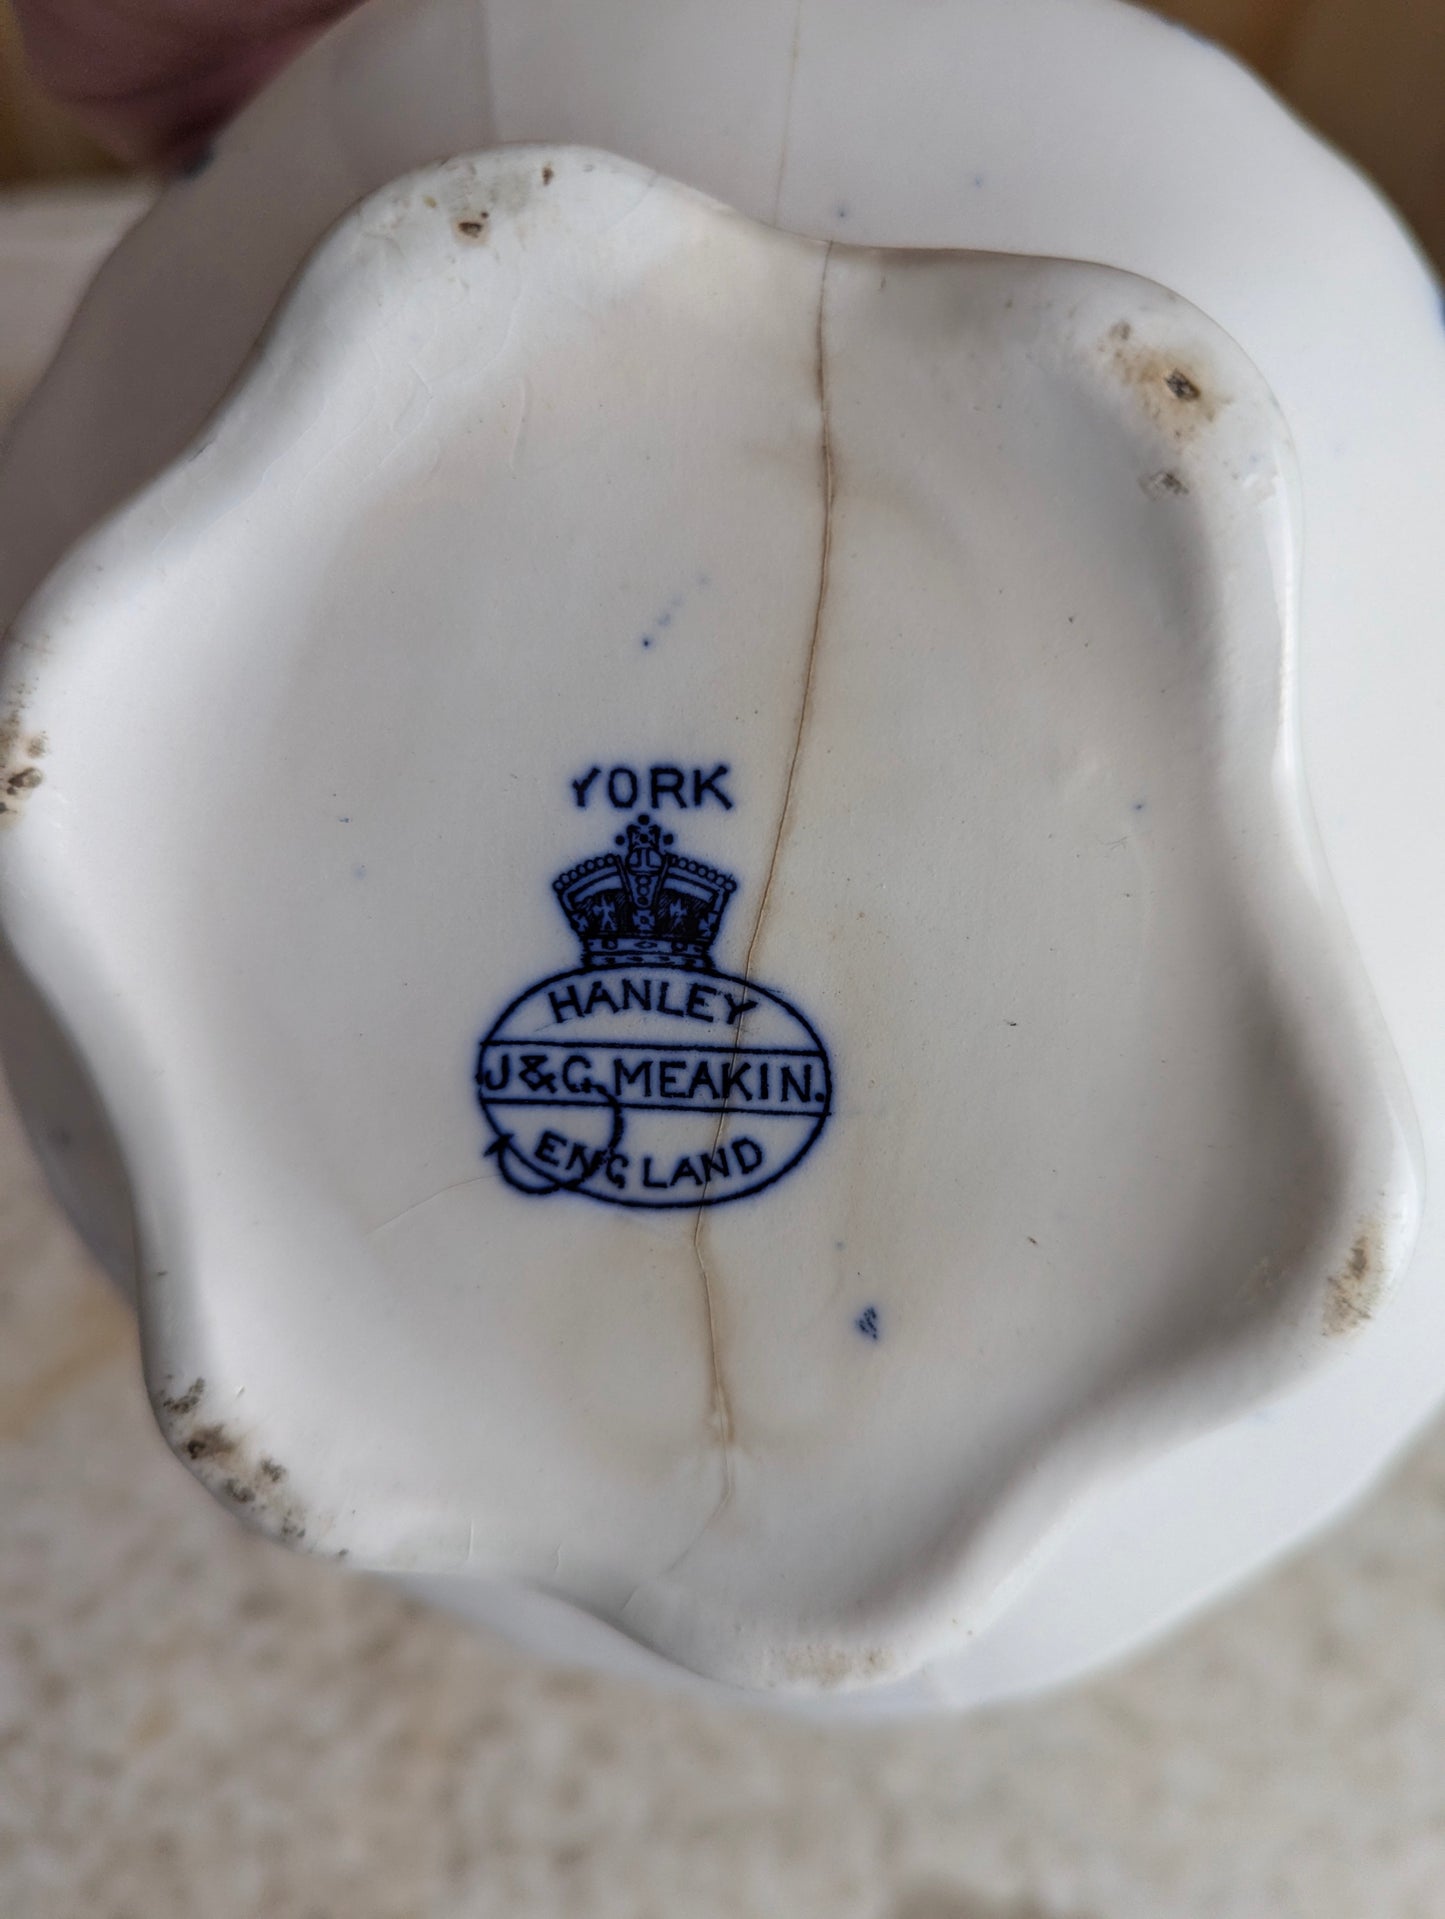 YORK
HANLEY
J&G. MEAKIN.
ENGLAND